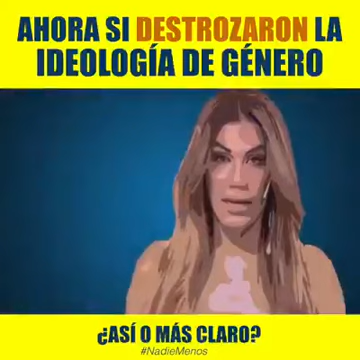 AHORA SI DESTROZARON LA
IDEOLOGÍA DE GÉNERO
¿ASÍ O MÁS CLARO?
#NadieMenos